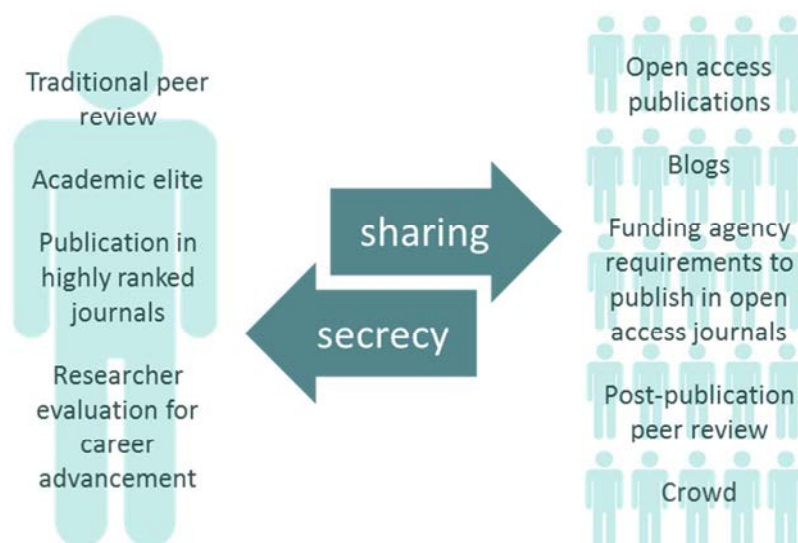 Traditional peer
review
Academic elite
Publication in
highly ranked
journals
Researcher
evaluation for
career
advancement
sharing
secrecy
Open access
publications
Blogs
Funding agency
requirements to
publish in open
access journals
Post-publication
peer review
Crowd